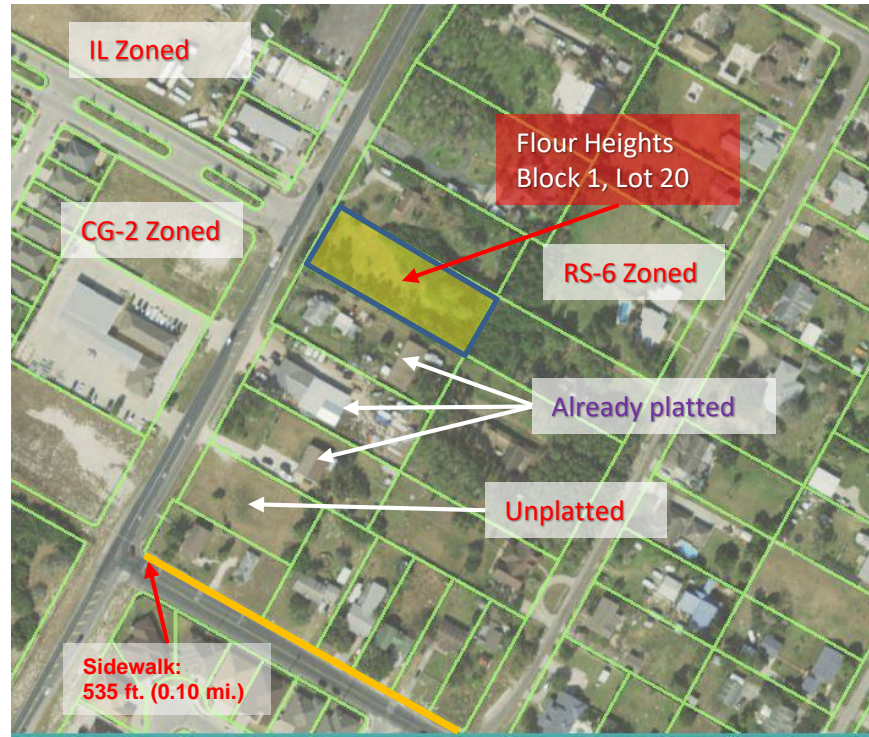 IL Zoned
Flour Heights
Block 1, Lot 20
CG-2 Zoned
RS-6 Zoned
Already platted
Unplatted
Sidewalk:
535 ft. (0.10 mi.)